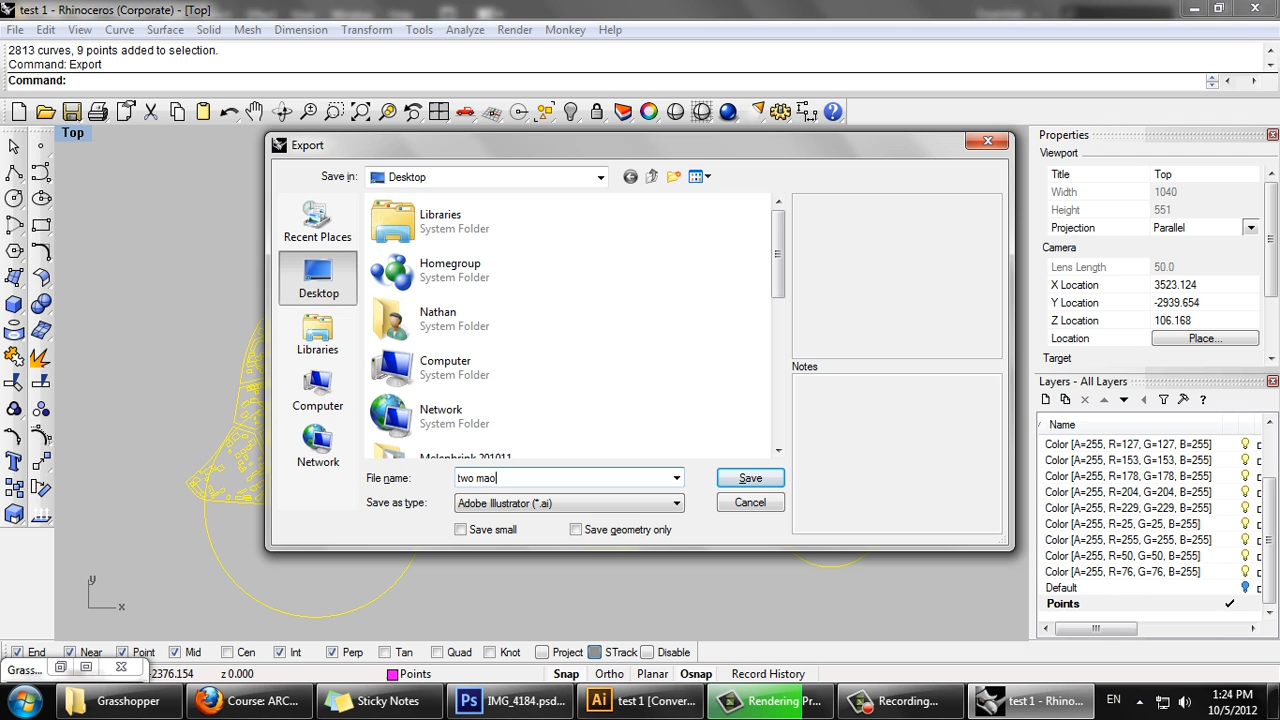 test 1 - Rhinoceros (Corporate) - [Top]
File Edit View Curve Surface Solid Mesh Dimension Transform Tools Analyze Render Monkey Help
2813 curves, 9 points added to selection.
Command: Export
Command:
Top
Export
Save in: Desktop
Recent Places
Desktop
Libraries
Computer
Network
Libraries
System Folder
Homegroup
System Folder
Nathan
System Folder
Computer
System Folder
Network
System Folder
Notes
File name: two mao
Save as type: Adobe Illustrator (*.ai)
Save
Cancel
Save small Save geometry only
Properties
Viewport
Title Top
Width 1040
Height 551
Projection Parallel
Camera
Lens Length 50.0
X Location 3523.124
Y Location -2939.654
Z Location 106.168
Location Place...
Target
Layers - All Layers
Name
Color [A=255, R=127, G=127, B=255]
Color [A=255, R=153, G=153, B=255]
Color [A=255, R=178, G=178, B=255]
Color [A=255, R=204, G=204, B=255]
Color [A=255, R=229, G=229, B=255]
Color [A=255, R=25, G=25, B=255]
Color [A=255, R=255, G=255, B=255]
Color [A=255, R=50, G=50, B=255]
Color [A=255, R=76, G=76, B=255]
Default
Points
y
x
End Near Point Mid Cen Int Perp Tan Quad Knot Project STrack Disable
Grass...
2376.154 z 0.000 Points Snap Ortho Planar Osnap Record History
Grasshopper Course: ARC... Sticky Notes IMG_4184.psd... test 1 [Conver... Rendering Pr... Recording... test 1 - Rhino...
EN
1:24 PM
10/5/2012